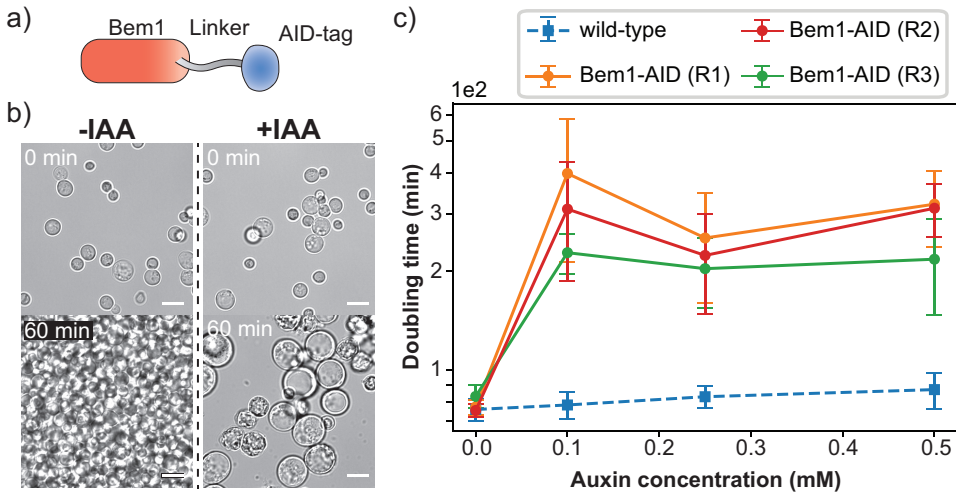 a)
Bem1
Linker
AID-tag
b)
-IAA
+IAA
0 min
0 min
60 min
60 min
c)
wild-type
Bem1-AID (R1)
Bem1-AID (R2)
Bem1-AID (R3)
1e2
6
5
4
3
2
1
Doubling time (min)
0.0
0.1
0.2
0.3
0.4
0.5
Auxin concentration (mM)